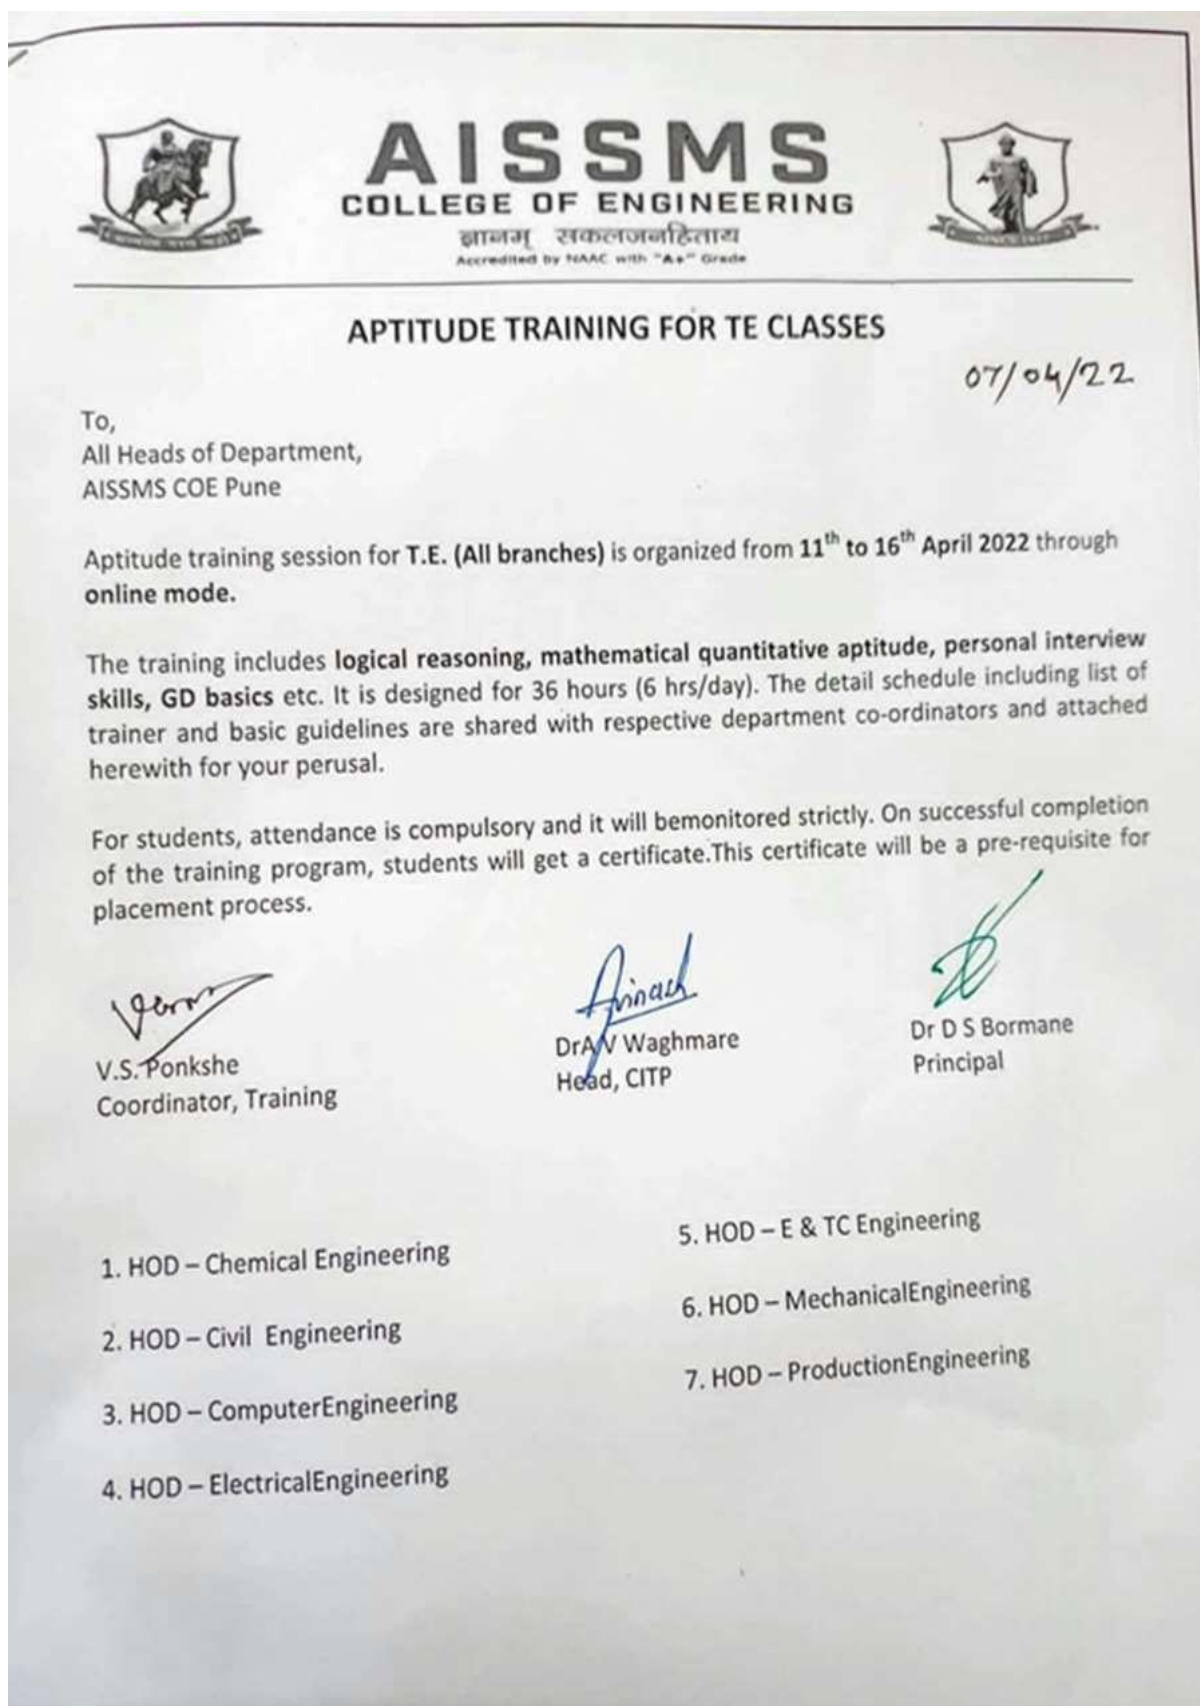 AISSMS
COLLEGE OF ENGINEERING
ज्ञानम् सकलजनहिताय
Accredited by NAAC with "A+" Grade
APTITUDE TRAINING FOR TE CLASSES
07/04/22
To,
All Heads of Department,
AISSMS COE Pune
Aptitude training session for T.E. (All branches) is organized from 11th to 16th April 2022 through
online mode.
The training includes logical reasoning, mathematical quantitative aptitude, personal interview
skills, GD basics etc. It is designed for 36 hours (6 hrs/day). The detail schedule including list of
trainer and basic guidelines are shared with respective department co-ordinators and attached
herewith for your perusal.
For students, attendance is compulsory and it will bemonitored strictly. On successful completion
of the training program, students will get a certificate.This certificate will be a pre-requisite for
placement process.
Avinash
V.S. Ponkshe
Coordinator, Training
DrAV Waghmare
Head, CITP
Dr D S Bormane
Principal
1. HOD – Chemical Engineering
2. HOD – Civil Engineering
3. HOD – ComputerEngineering
4. HOD – ElectricalEngineering
5. HOD – E & TC Engineering
6. HOD – MechanicalEngineering
7. HOD – ProductionEngineering